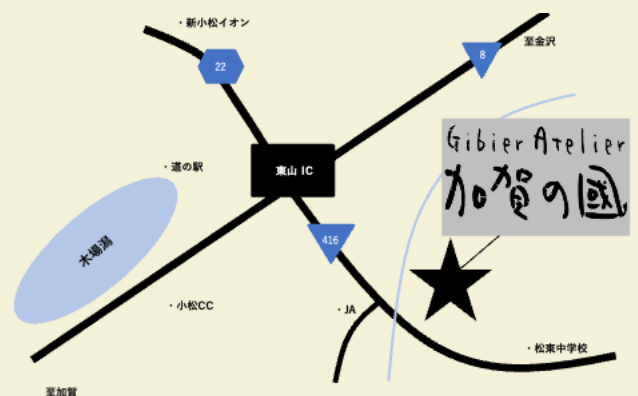 ・新小松イオン
22
8
至金沢
Gibier Atelier
加賀の國
東山 IC
・道の駅
木場潟
416
・小松CC
・JA
・松東中学校
至加賀